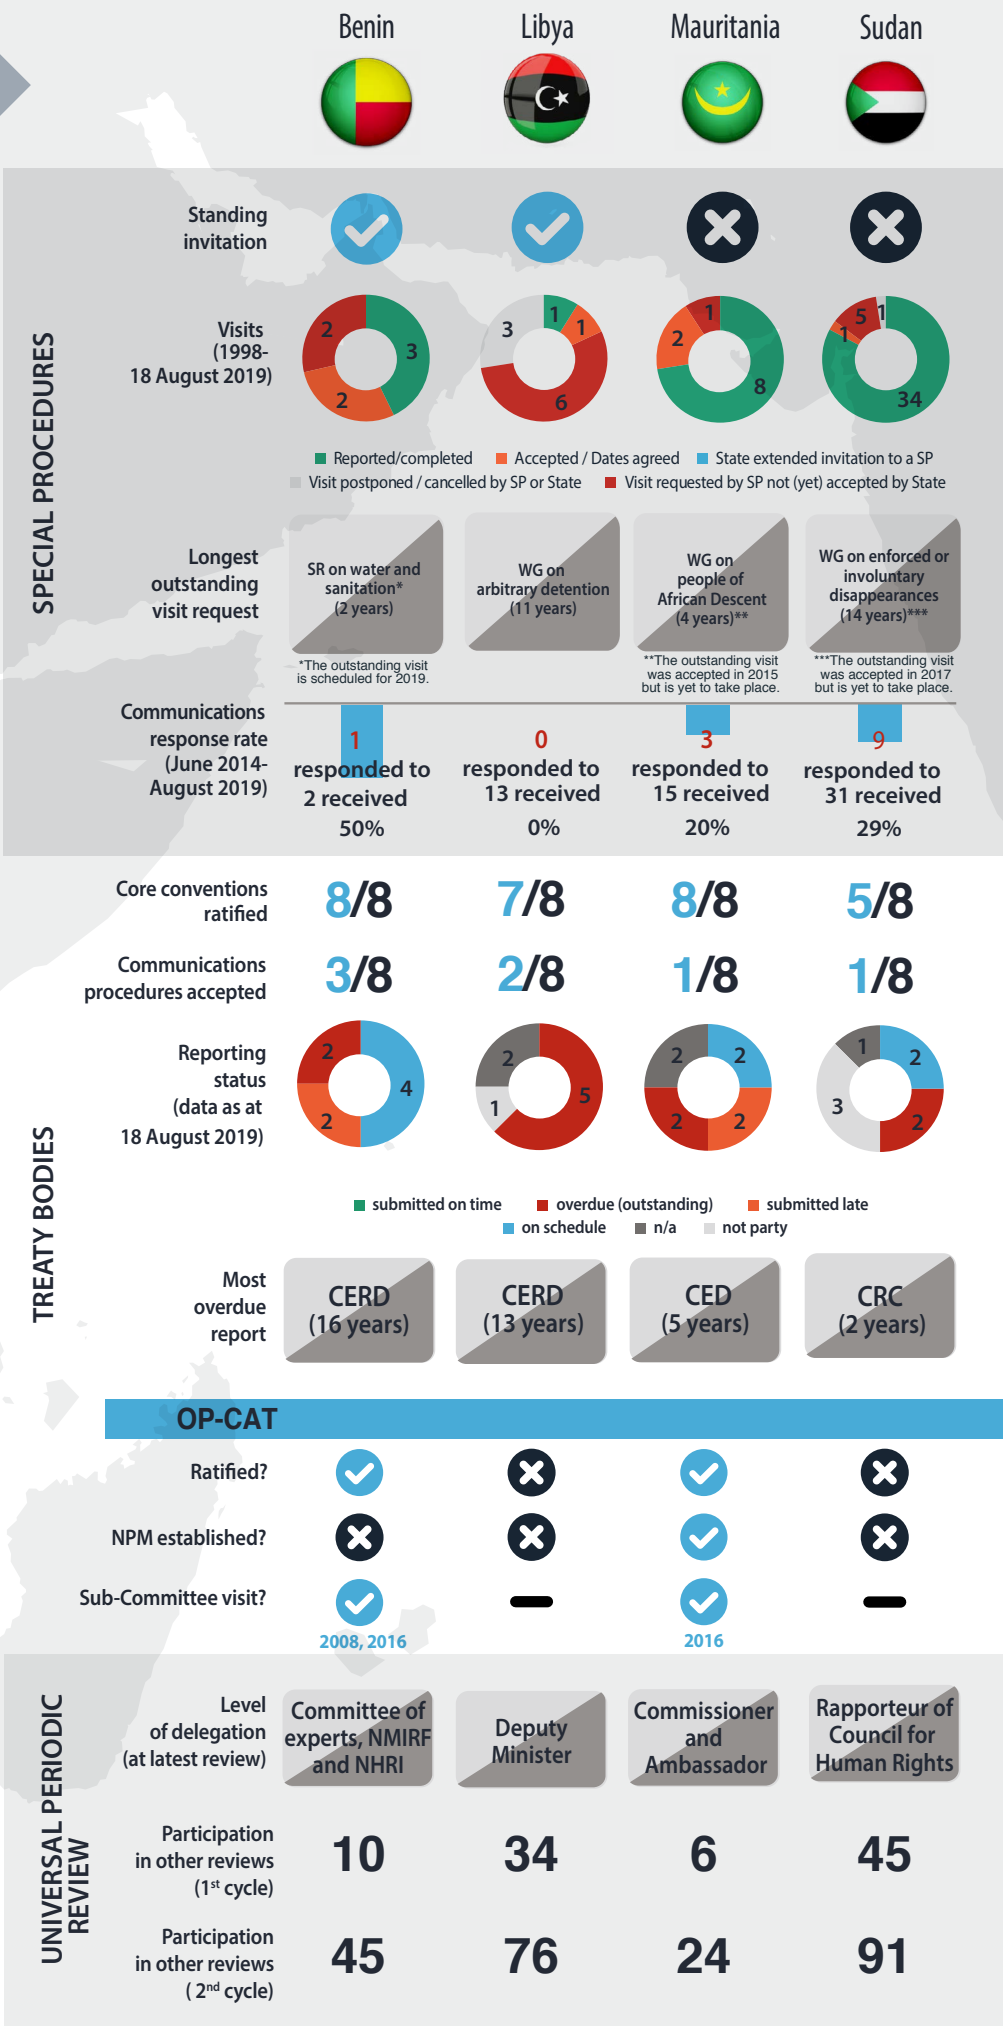 Benin
Libya
Mauritania
Sudan
SPECIAL PROCEDURES
Standing
invitation
Visits
(1998-
18 August 2019)
2
3
2
3
1
1
6
1
2
8
5
1
1
34
Reported/completed
Accepted / Dates agreed
State extended invitation to a SP
Visit postponed / cancelled by SP or State
Visit requested by SP not (yet) accepted by State
Longest
outstanding
visit request
SR on water and
sanitation*
(2 years)
WG on
arbitrary detention
(11 years)
WG on
people of
African Descent
(4 years)**
WG on enforced or
involuntary
disappearances
(14 years)***
*The outstanding visit
is scheduled for 2019.
**The outstanding visit
was accepted in 2015
but is yet to take place.
***The outstanding visit
was accepted in 2017
but is yet to take place.
Communications
response rate
(June 2014-
August 2019)
1
responded to
2 received
50%
0
responded to
13 received
0%
3
responded to
15 received
20%
9
responded to
31 received
29%
TREATY BODIES
Core conventions
ratified
8/8
7/8
8/8
5/8
Communications
procedures accepted
3/8
2/8
1/8
1/8
Reporting
status
(data as at
18 August 2019)
2
4
2
2
1
5
2
2
2
2
1
2
3
2
submitted on time
overdue (outstanding)
submitted late
on schedule
n/a
not party
Most
overdue
report
CERD
(16 years)
CERD
(13 years)
CED
(5 years)
CRC
(2 years)
OP-CAT
Ratified?
NPM established?
Sub-Committee visit?
2008, 2016
2016
UNIVERSAL PERIODIC
REVIEW
Level
of delegation
(at latest review)
Committee of
experts, NMIRF
and NHRI
Deputy
Minister
Commissioner
and
Ambassador
Rapporteur of
Council for
Human Rights
Participation
in other reviews
(1st cycle)
10
34
6
45
Participation
in other reviews
( 2nd cycle)
45
76
24
91